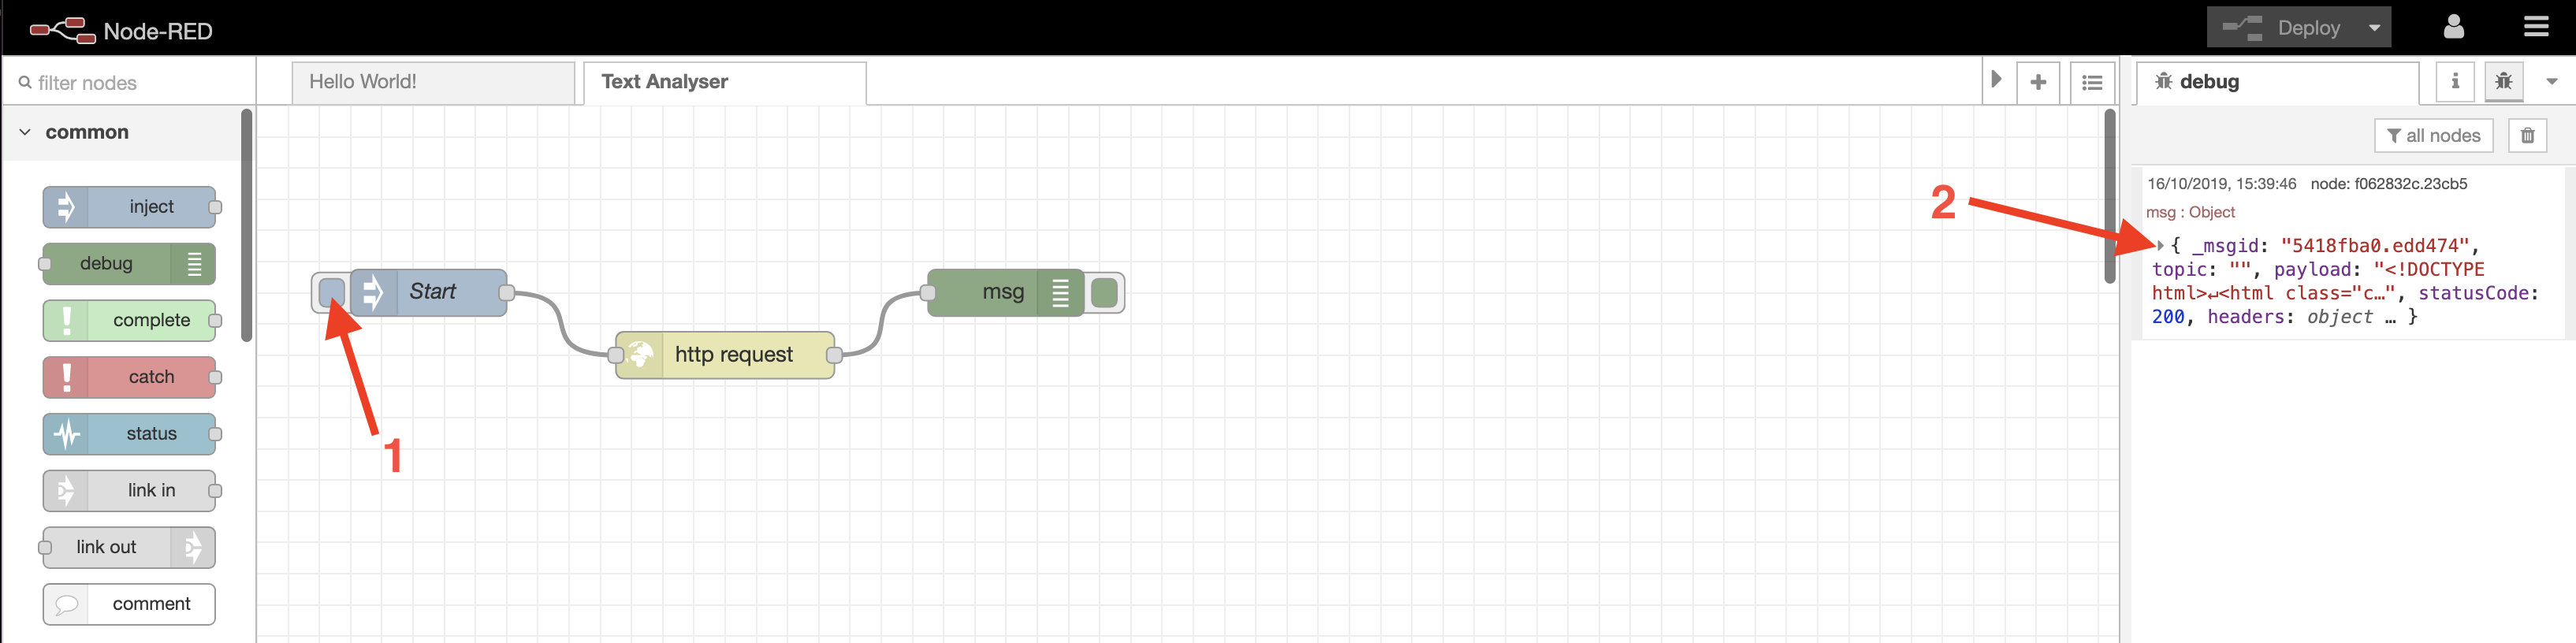 Node-RED
Deploy
filter nodes
Hello World!
Text Analyser
debug
i
all nodes
common
inject
debug
complete
catch
status
link in
link out
comment
Start
http request
msg
1
2
16/10/2019, 15:39:46 node: f062832c.23cb5
msg : Object
{ _msgid: "5418fba0.edd474",
topic: "", payload: "<!DOCTYPE
html>↵<html class="c…", statusCode:
200, headers: object … }